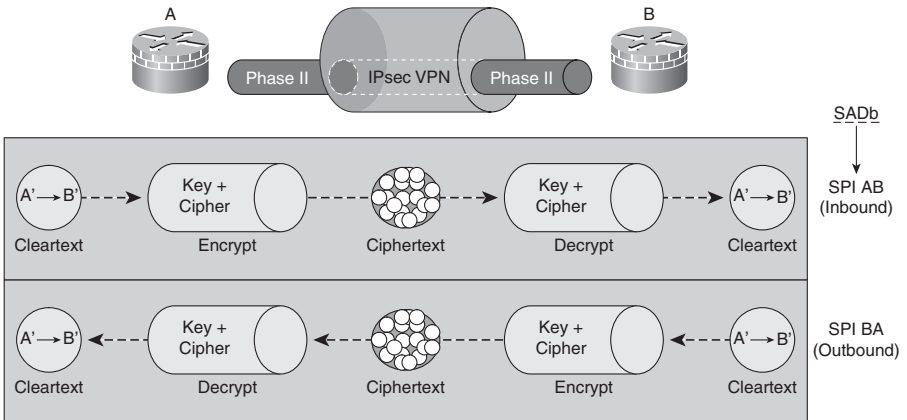 A
B
Phase II
IPsec VPN
Phase II
SADb
A' → B'
Key +
Cipher
Key +
Cipher
A' → B'
SPI AB
(Inbound)
Cleartext
Encrypt
Ciphertext
Decrypt
Cleartext
A' → B'
Key +
Cipher
Key +
Cipher
A' → B'
SPI BA
(Outbound)
Cleartext
Decrypt
Ciphertext
Encrypt
Cleartext